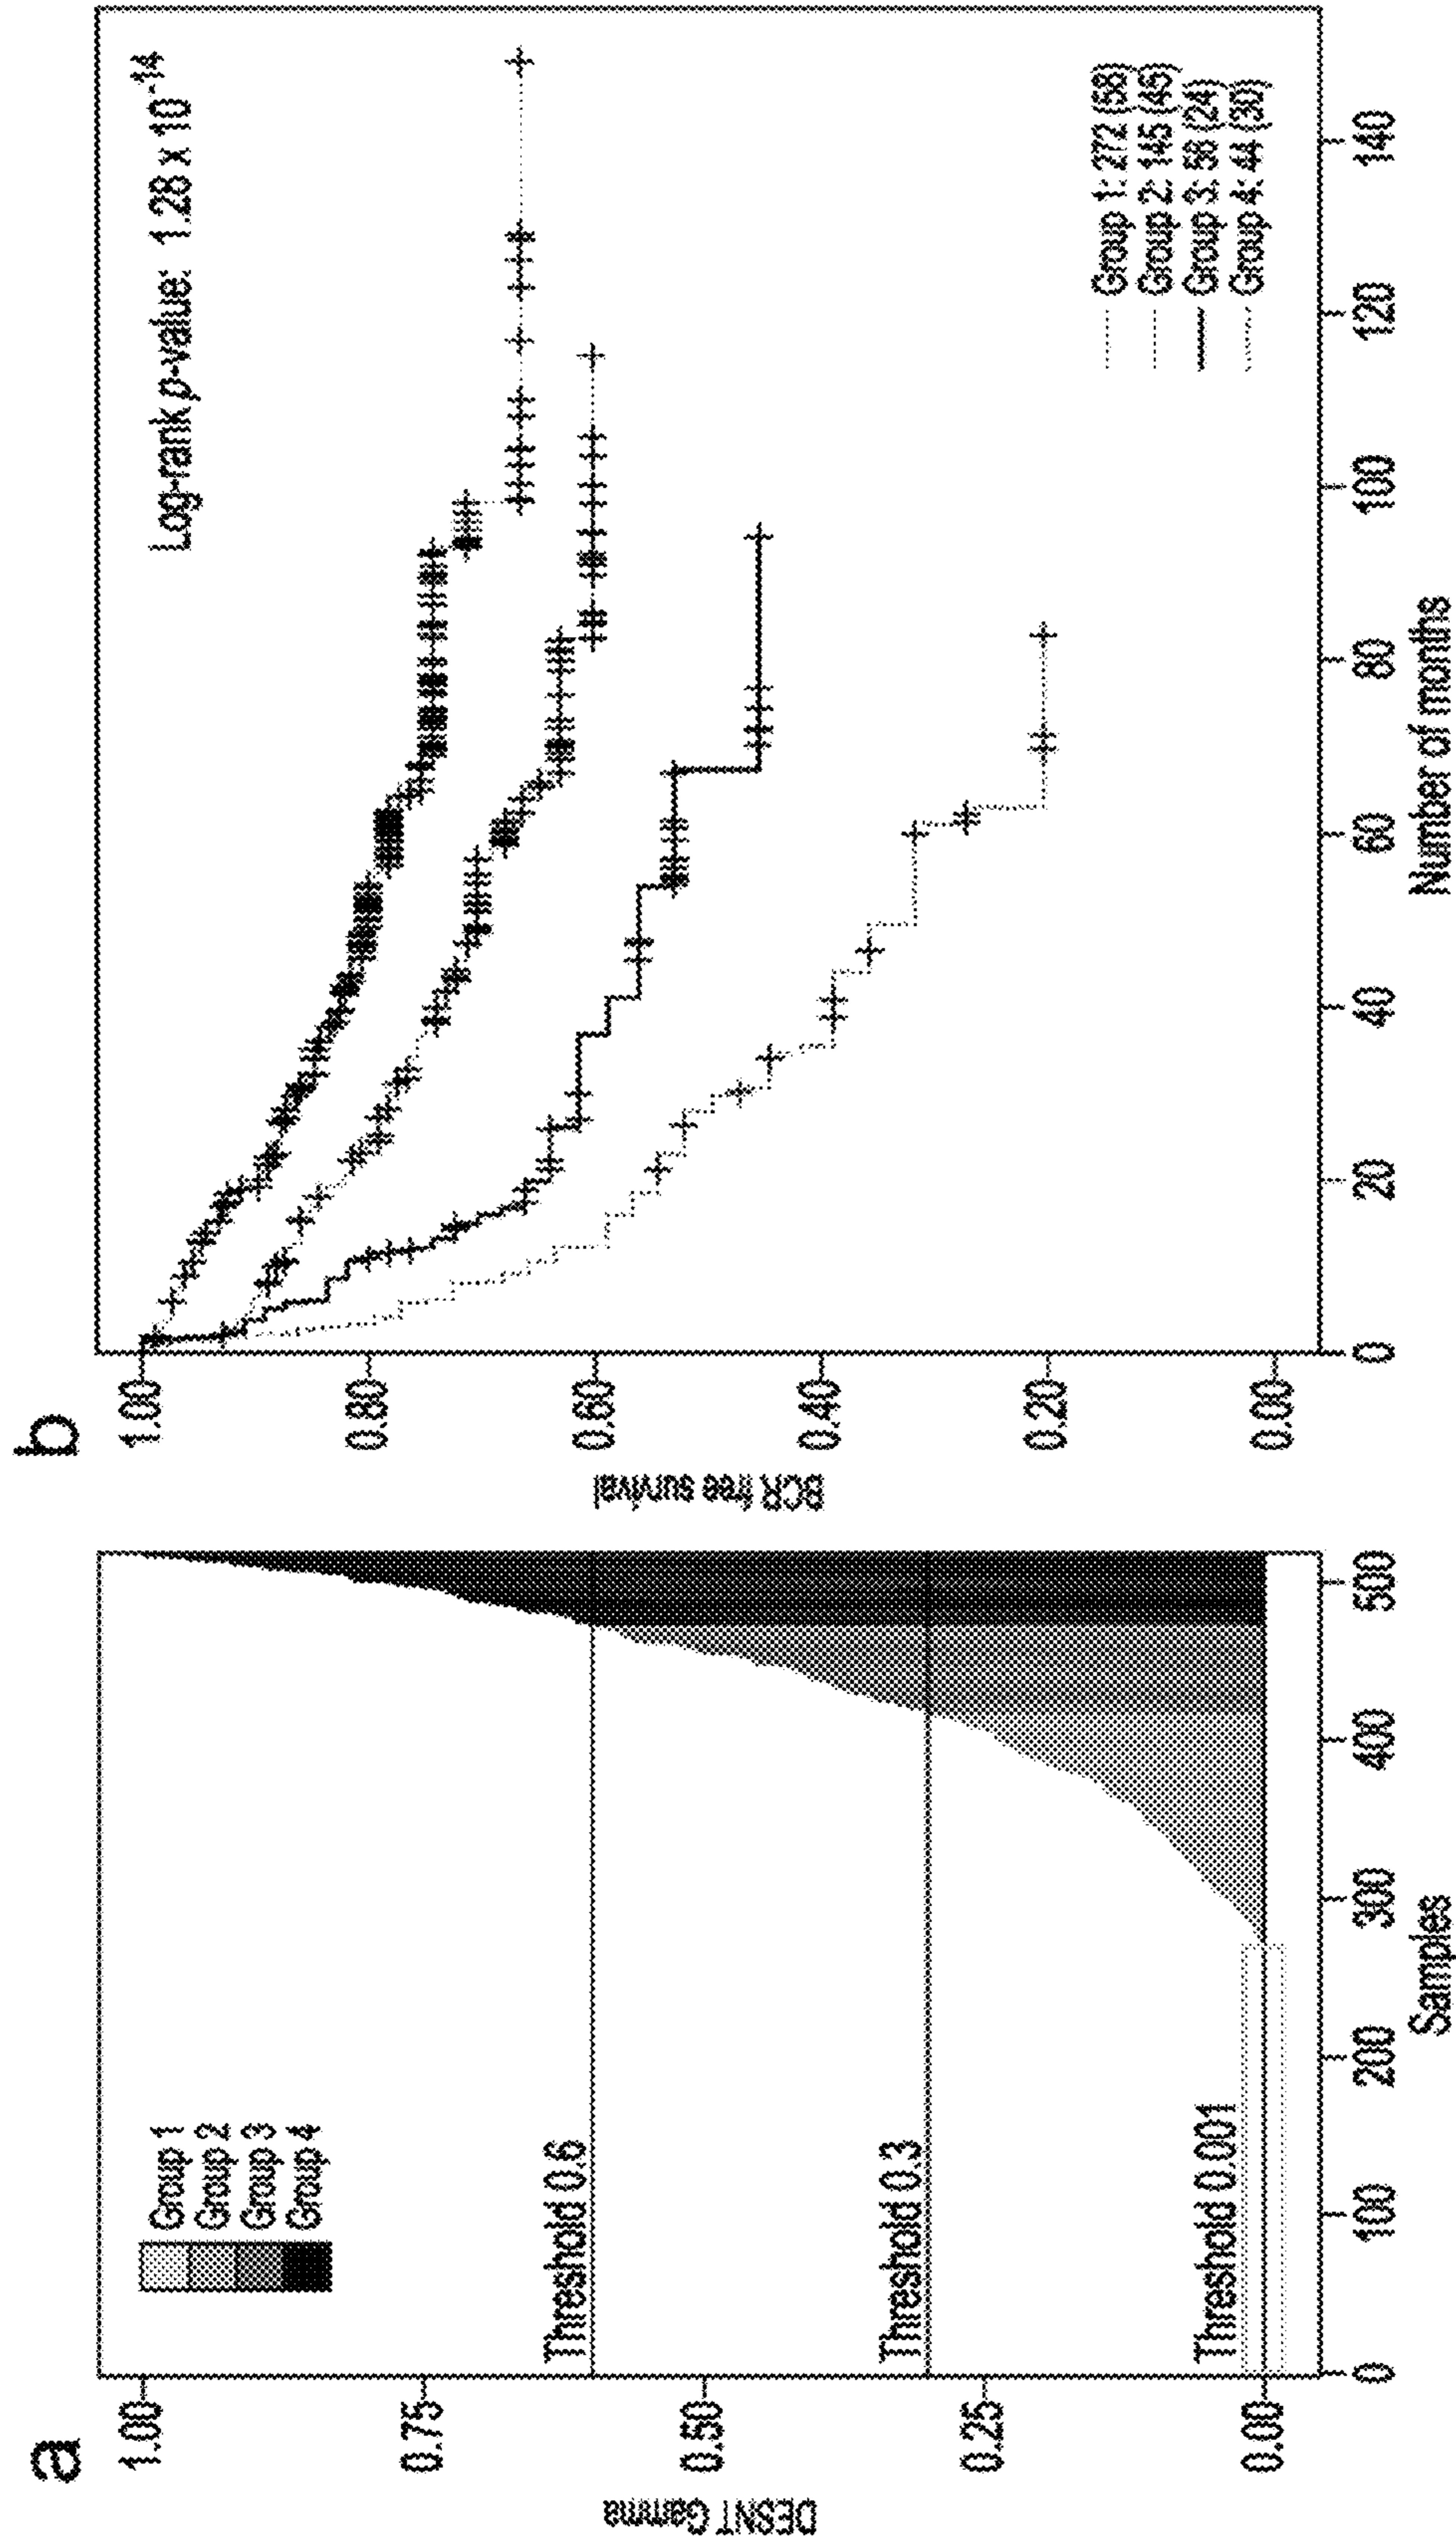 a
DESNT Gamma
1.00
0.75
0.50
0.25
0.00
Group 1
Group 2
Group 3
Group 4
Threshold 0.6
Threshold 0.3
Threshold 0.001
0 100 200 300 400 500
Samples
b
BCR free survival
1.00
0.80
0.60
0.40
0.20
0.00
Log-rank p-value: 1.28 x 10-14
Group 1: 272 (58)
Group 2: 145 (45)
Group 3: 58 (24)
Group 4: 44 (30)
0 20 40 60 80 100 120 140
Number of months